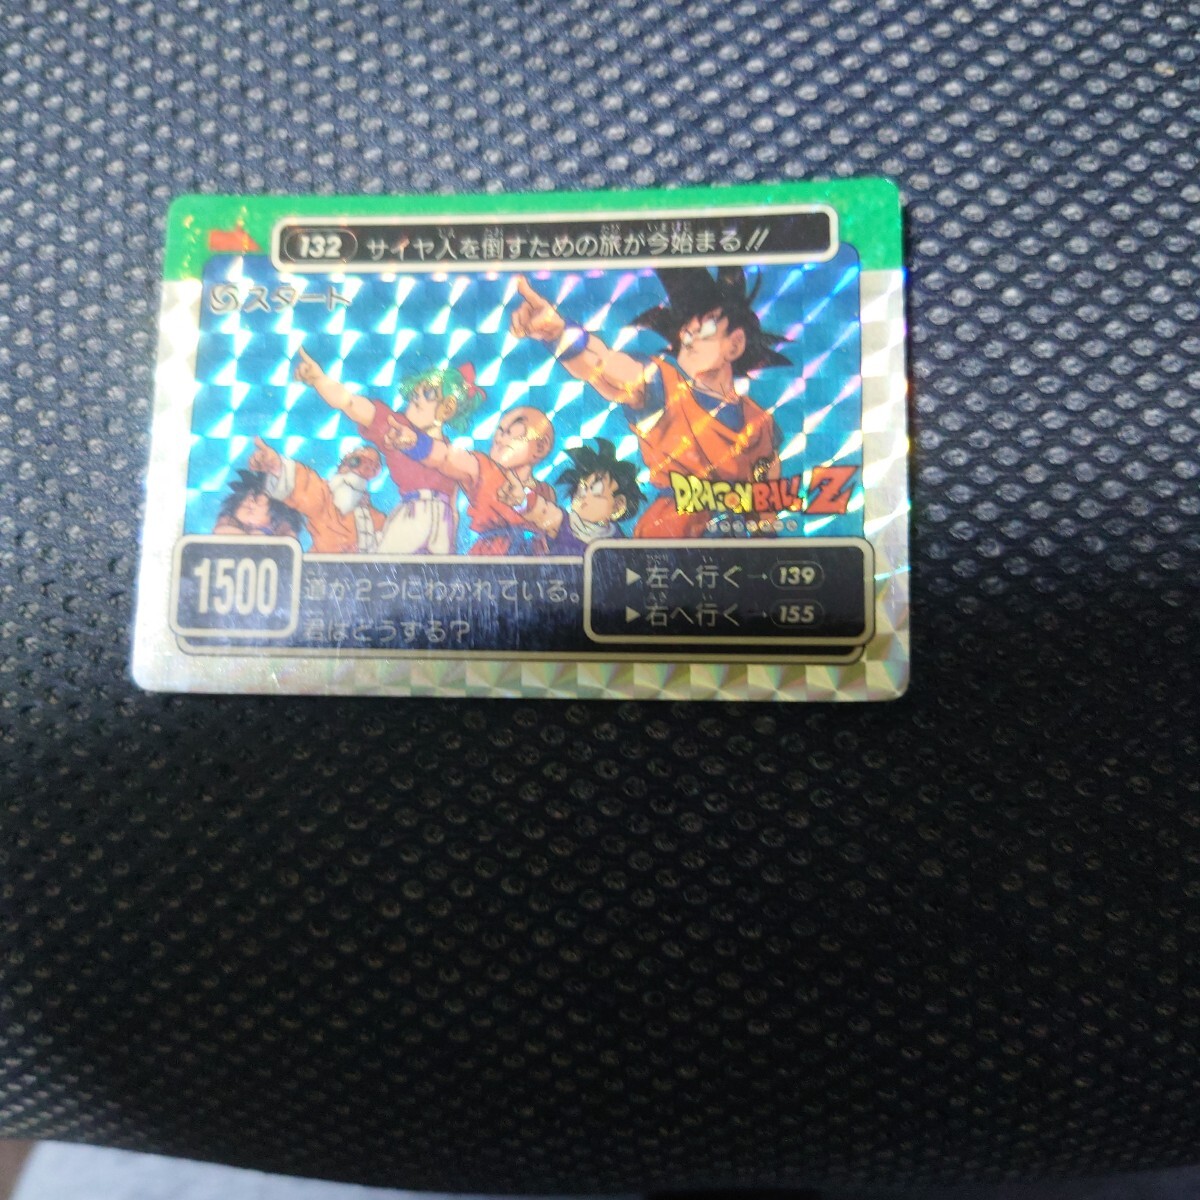 132 サイヤ人を倒すための旅が今始まる!!
スタート
DRAGON BALL Z
1500
道が2つにわかれている。
君はどうする?
▶左へ行く→139
▶右へ行く→155